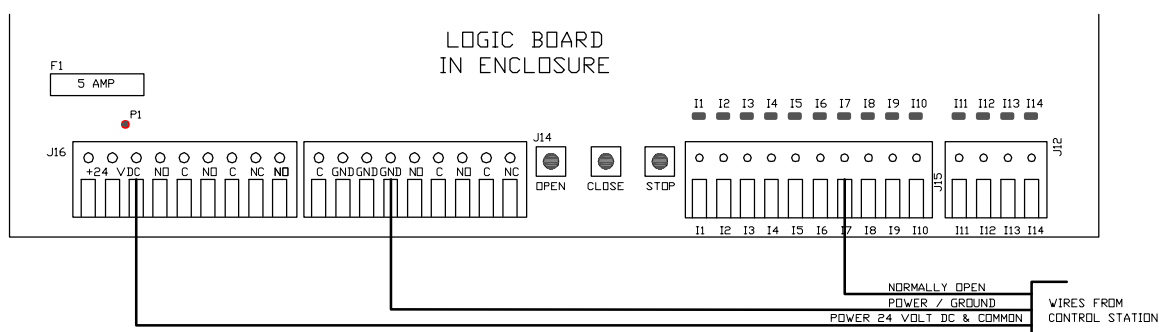 LOGIC BOARD
IN ENCLOSURE
F1
5 AMP
P1
I1 I2 I3 I4 I5 I6 I7 I8 I9 I10 I11 I12 I13 I14
J16
J14
J12
+24 VDC NO C NO C NC NO
C GND GND GND NO C NO C NC
OPEN CLOSE STOP
J15
I1 I2 I3 I4 I5 I6 I7 I8 I9 I10 I11 I12 I13 I14
NORMALLY OPEN
POWER / GROUND
WIRES FROM
POWER 24 VOLT DC & COMMON
CONTROL STATION